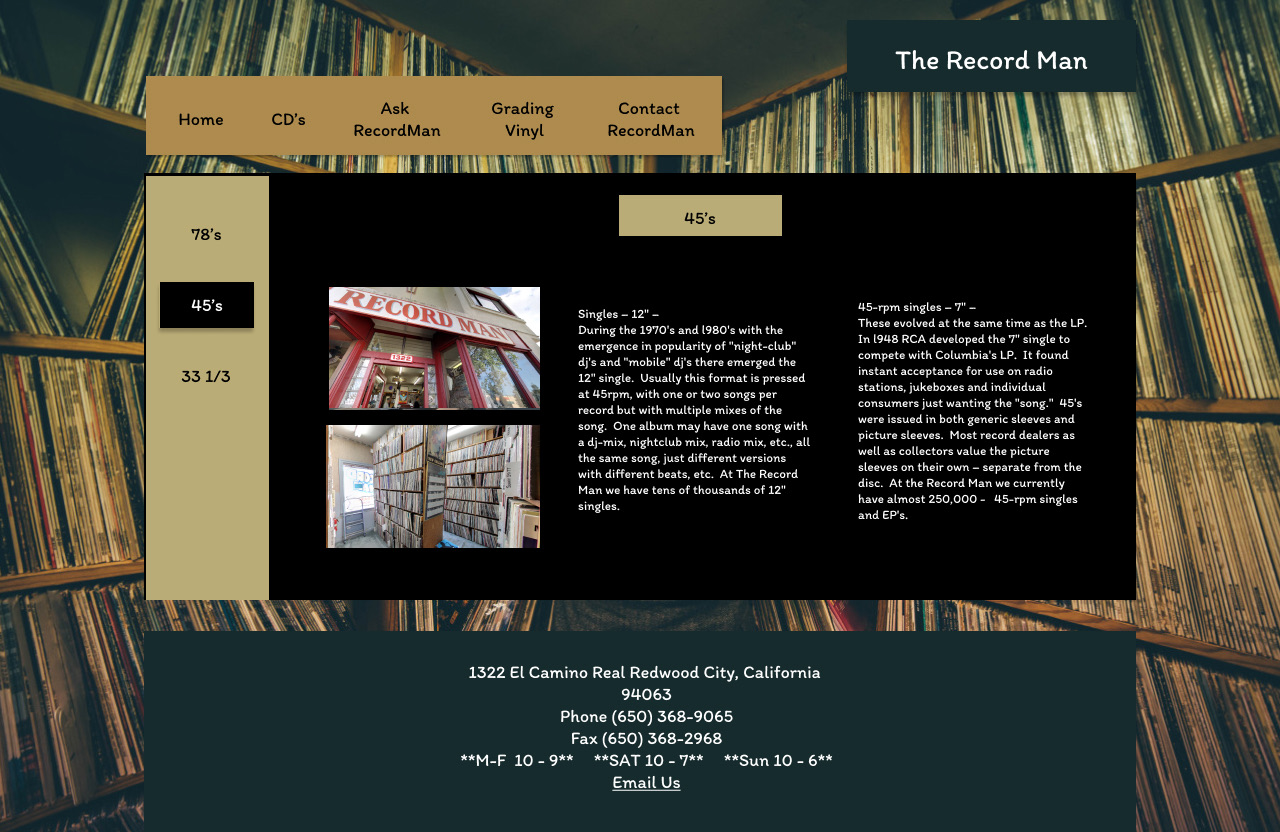 The Record Man
Home
CD's
Ask
RecordMan
Grading
Vinyl
Contact
RecordMan
78's
45's
33 1/3
45's
RECORD MAN
1322
Singles – 12" –
During the 1970's and l980's with the
emergence in popularity of "night-club"
dj's and "mobile" dj's there emerged the
12" single.  Usually this format is pressed
at 45rpm, with one or two songs per
record but with multiple mixes of the
song.  One album may have one song with
a dj-mix, nightclub mix, radio mix, etc., all
the same song, just different versions
with different beats, etc.  At The Record
Man we have tens of thousands of 12"
singles.
45-rpm singles – 7" –
These evolved at the same time as the LP.
In l948 RCA developed the 7" single to
compete with Columbia's LP.  It found
instant acceptance for use on radio
stations, jukeboxes and individual
consumers just wanting the "song."  45's
were issued in both generic sleeves and
picture sleeves.  Most record dealers as
well as collectors value the picture
sleeves on their own – separate from the
disc.  At the Record Man we currently
have almost 250,000 -   45-rpm singles
and EP's.
1322 El Camino Real Redwood City, California
94063
Phone (650) 368-9065
Fax (650) 368-2968
**M-F  10 - 9**     **SAT 10 - 7**     **Sun 10 - 6**
Email Us